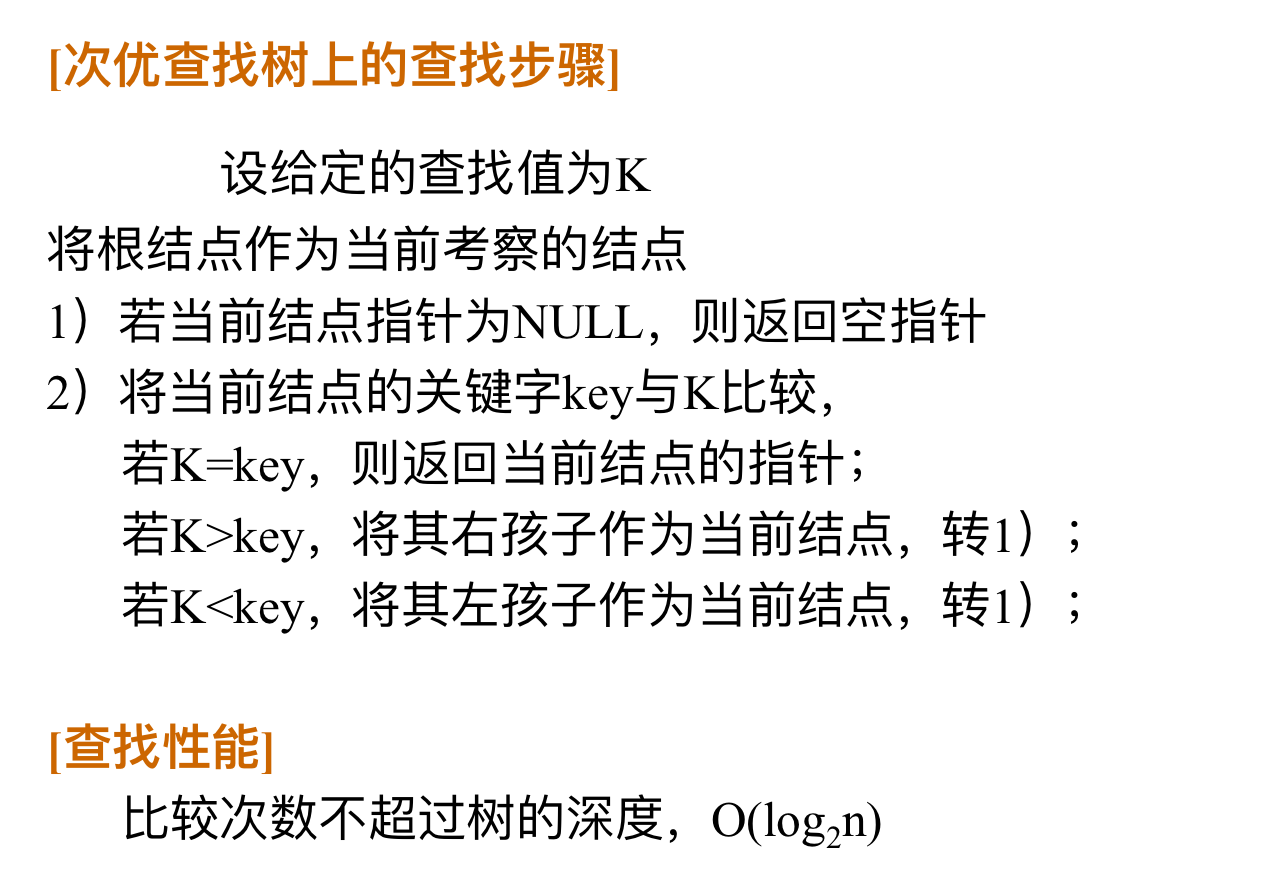 [次优查找树上的查找步骤]
设给定的查找值为K
将根结点作为当前考察的结点
1）若当前结点指针为NULL，则返回空指针
2）将当前结点的关键字key与K比较，
若K=key，则返回当前结点的指针；
若K>key，将其右孩子作为当前结点，转1）；
若K<key，将其左孩子作为当前结点，转1）；
[查找性能]
比较次数不超过树的深度，O(log₂n)